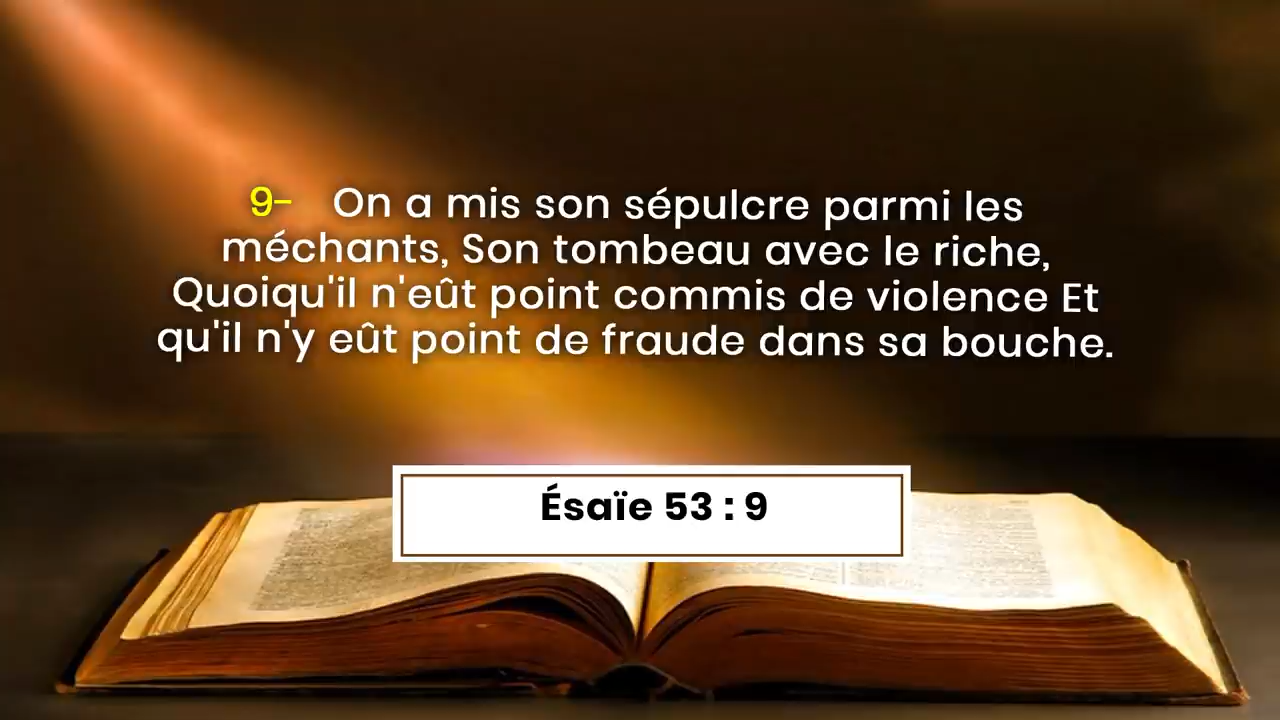 9- On a mis son sépulcre parmi les
méchants, Son tombeau avec le riche,
Quoiqu'il n'eût point commis de violence Et
qu'il n'y eût point de fraude dans sa bouche.
Ésaïe 53 : 9